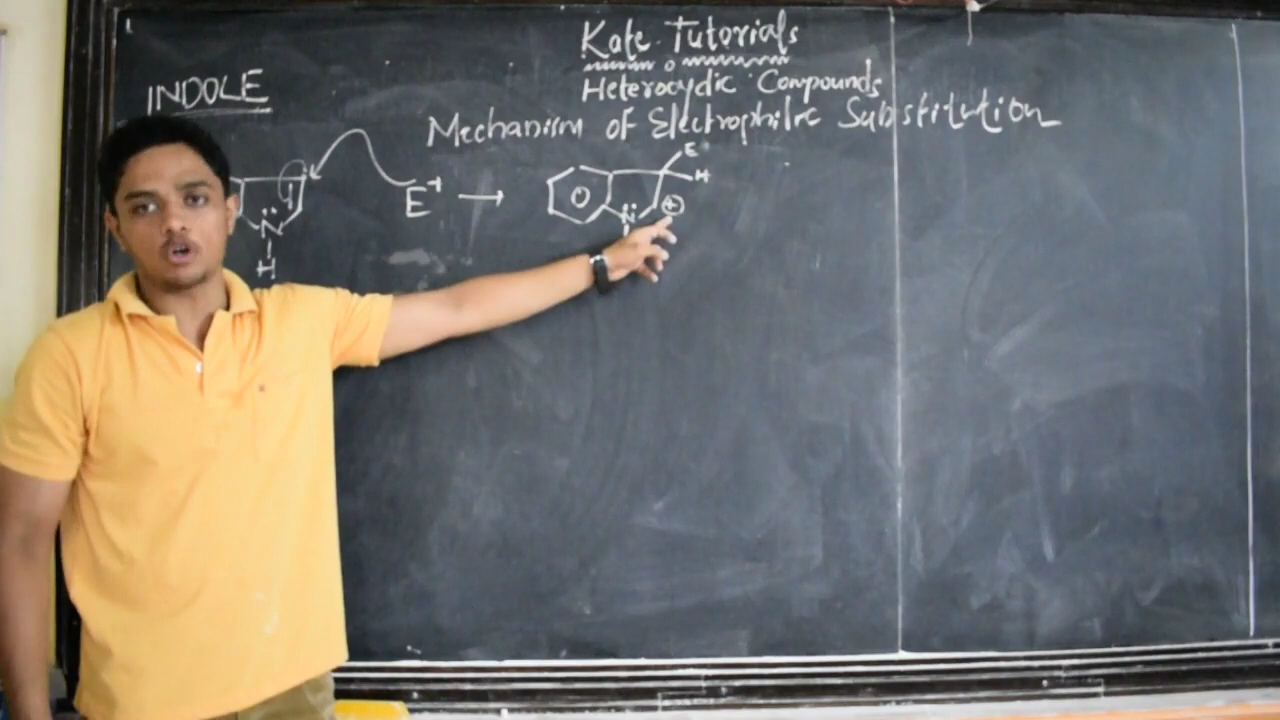 Kate Tutorials
INDOLE
Heterocyclic Compounds
Mechanism of Electrophilic Substitution
E
H
E+ →
N
H
N
+